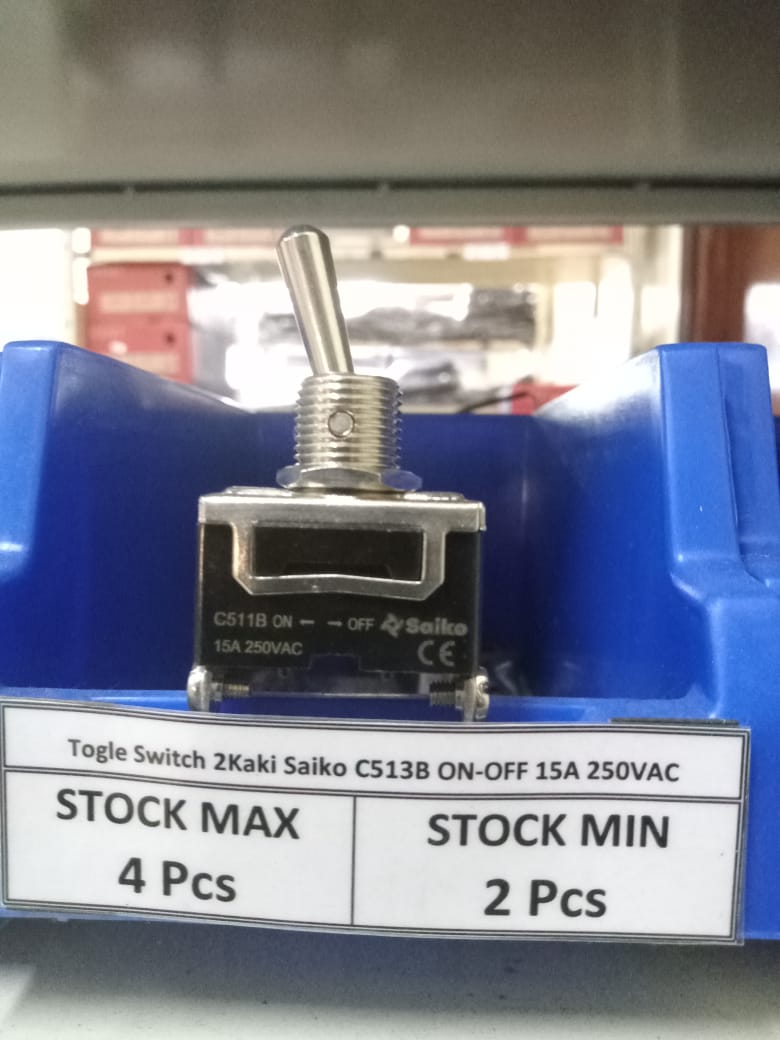 C511B ON ← → OFF Saiko
15A 250VAC CE
Togle Switch 2Kaki Saiko C513B ON-OFF 15A 250VAC
STOCK MAX
4 Pcs
STOCK MIN
2 Pcs